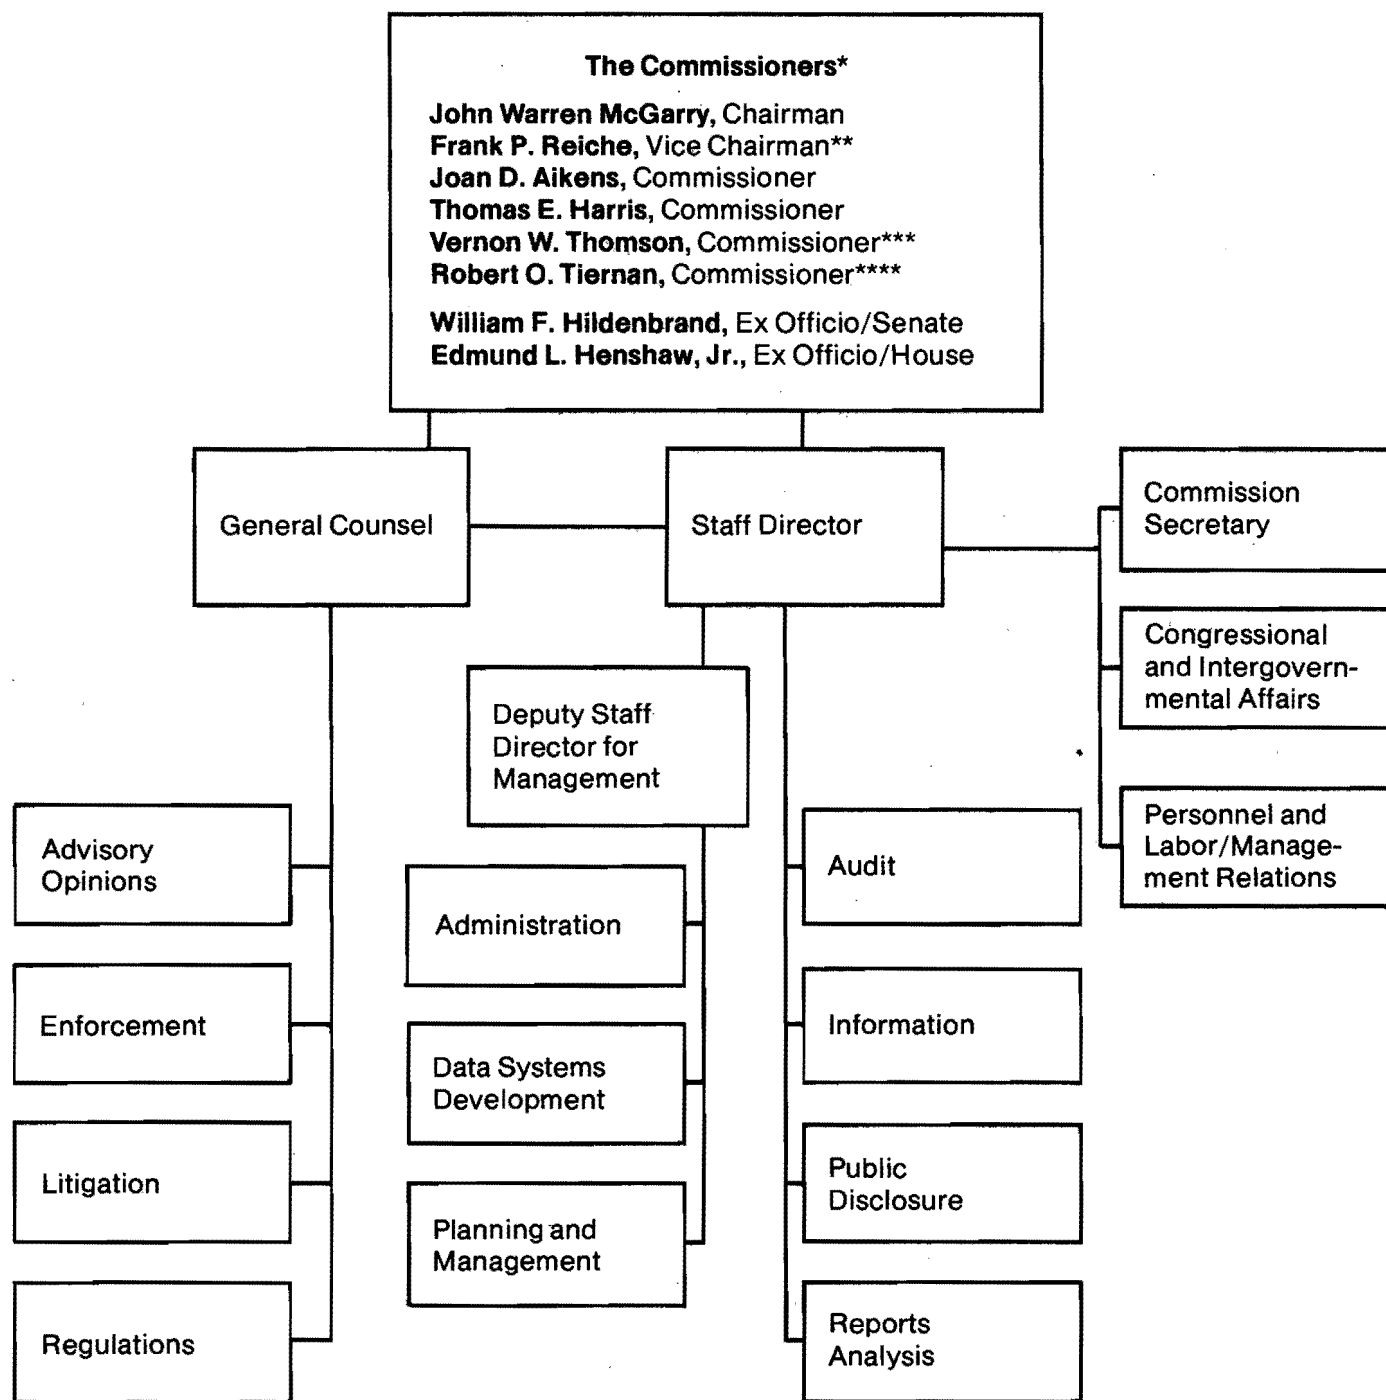 The Commissioners*
John Warren McGarry, Chairman
Frank P. Reiche, Vice Chairman**
Joan D. Aikens, Commissioner
Thomas E. Harris, Commissioner
Vernon W. Thomson, Commissioner***
Robert O. Tiernan, Commissioner****
William F. Hildenbrand, Ex Officio/Senate
Edmund L. Henshaw, Jr., Ex Officio/House
General Counsel
Staff Director
Commission
Secretary
Congressional
and Intergovern-
mental Affairs
Personnel and
Labor/Manage-
ment Relations
Deputy Staff
Director for
Management
Advisory
Opinions
Enforcement
Litigation
Regulations
Administration
Data Systems
Development
Planning and
Management
Audit
Information
Public
Disclosure
Reports
Analysis